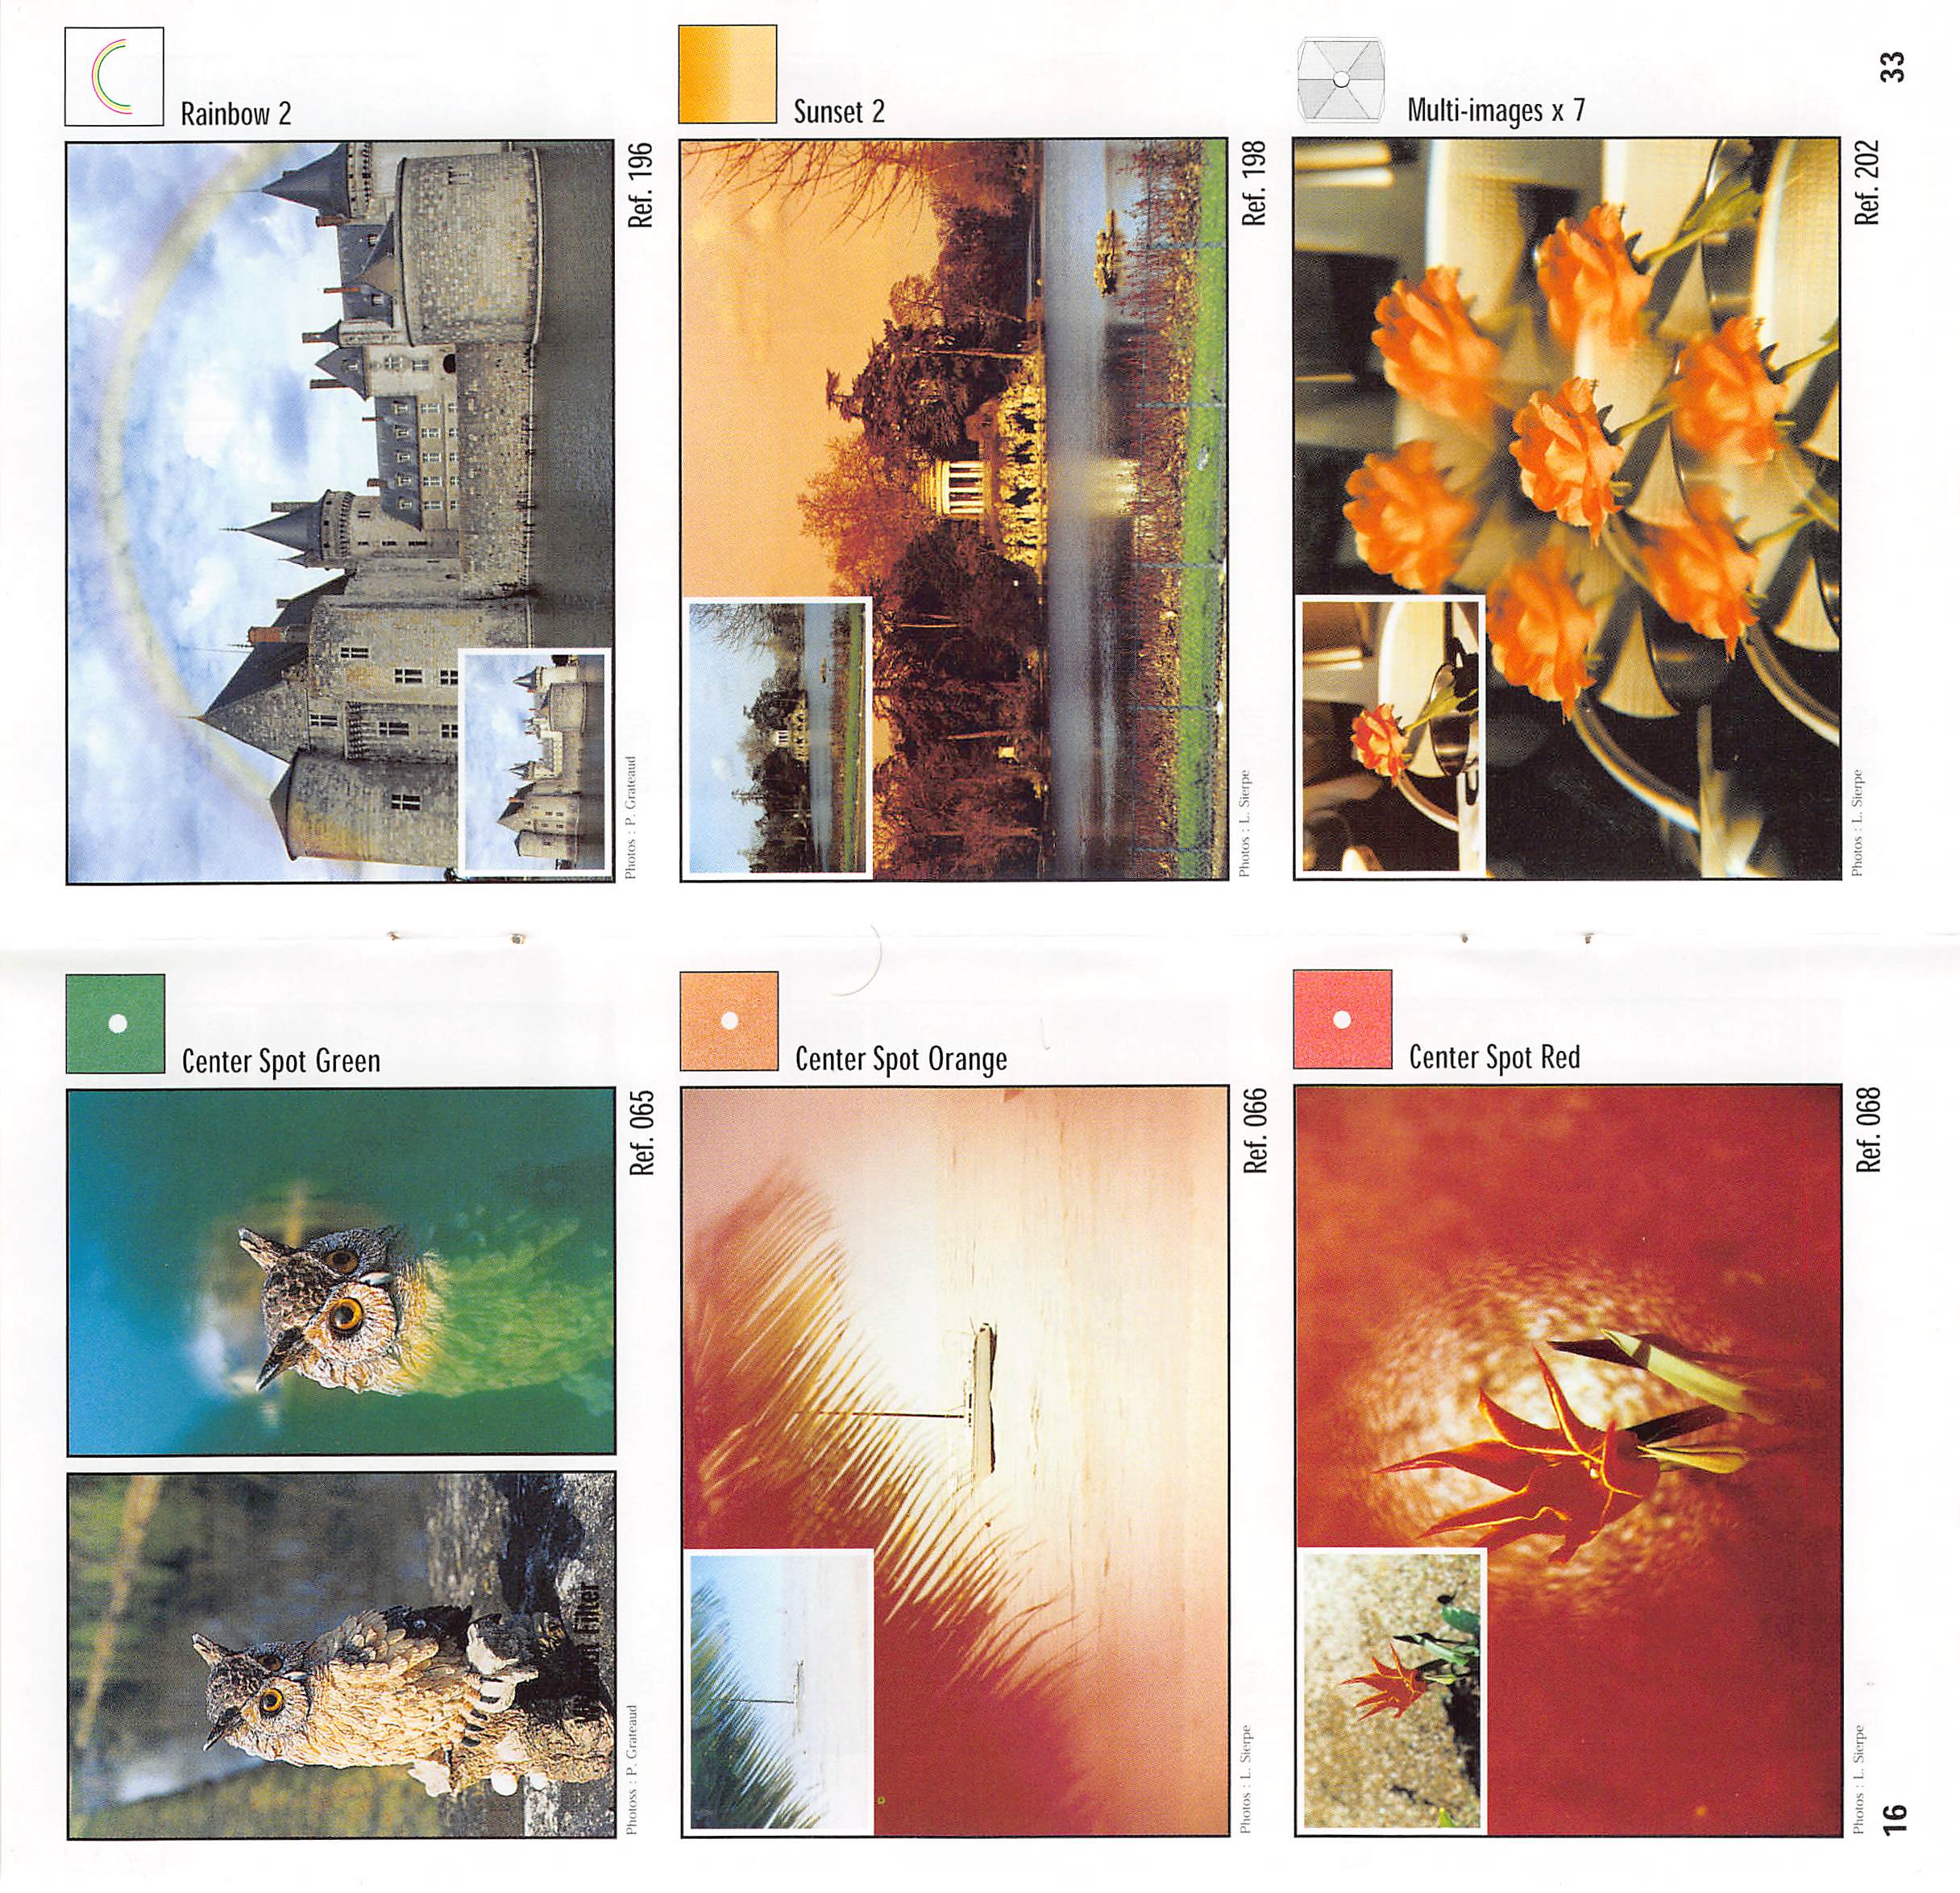 33
Rainbow 2
Ref. 196
Photos : P. Grateaud
Sunset 2
Ref. 198
Photos : L. Sierpe
Multi-images x 7
Ref. 202
Photos : L. Sierpe
Center Spot Green
Ref. 065
filter
Photoss : P. Grateaud
Center Spot Orange
Ref. 066
Photos : L. Sierpe
Center Spot Red
Ref. 068
Photos : L. Sierpe
16